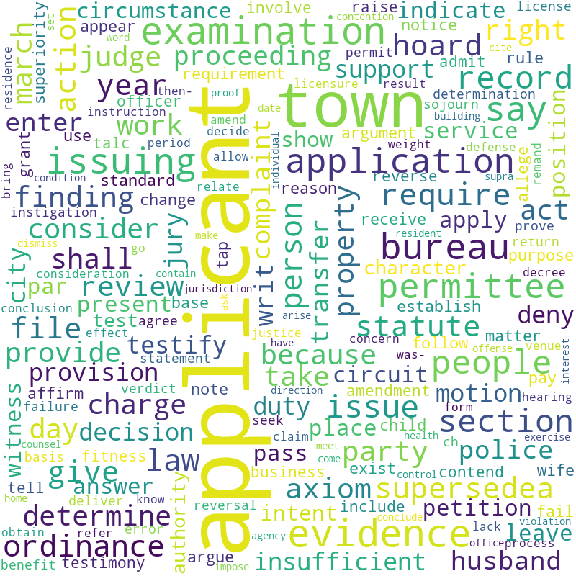 circumstance involve raise indicate license
residence superiority march action appear word
examination hoard contention notice permit cite right
judge proceeding support admit rule
year requirement record
enter officer instruction then- proof licensure result
work amend decide date show town say
determination sojourn building defense
grant use talc period allow individual argument service position
bring issuing application weight supra allege remand
condition standard relate reason reverse prove
finding change complaint require act
instigation tap person transfer property receive apply
consider jury writ character return purpose
dismiss go make resident bureau decree
shall consideration contain jurisdiction establish
city review ask permittee deny
conclusion par present base justice arise statute matter
file test agree effect have concern was- follow venue offense
provide testify statement because people interest
provision take circuit amendment pay
affirm verdict note direction form hearing
witness failure charge duty issue motion section exercise
day decision seek place child health ch police
counsel basis fitness claim party mee
give law pass come control contend wife
tell answer business exist supersedea
home deliver know reversal axiom include petition conclude fail
determine authority intent lack violation
obtain refer error evidence leave
ordinance applicant agency office process
benefit testimony argue impose insufficient husband
set